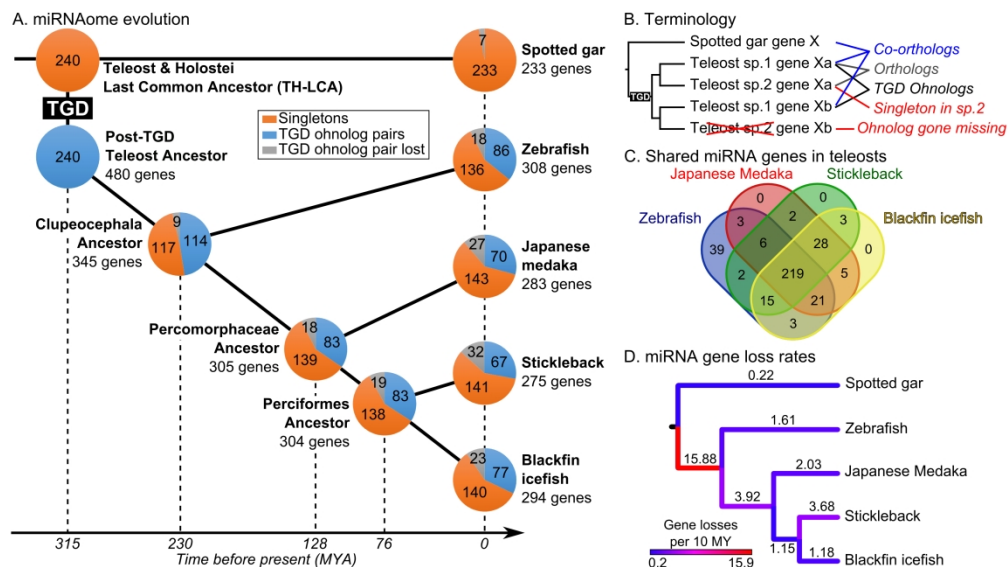 A. miRNAome evolution
240
Teleost & Holostei
Last Common Ancestor (TH-LCA)
7
233
Spotted gar
233 genes
TGD
Singletons
TGD ohnolog pairs
TGD ohnolog pair lost
240
Post-TGD
Teleost Ancestor
480 genes
18
86
136
Zebrafish
308 genes
Clupeocephala
Ancestor
345 genes
9
117
114
27
70
143
Japanese
medaka
283 genes
Percomorphaceae
Ancestor
305 genes
18
83
139
32
67
141
Stickleback
275 genes
Perciformes
Ancestor
304 genes
19
83
138
23
77
140
Blackfin
icefish
294 genes
315
230
128
76
0
Time before present (MYA)
B. Terminology
Spotted gar gene X
Teleost sp.1 gene Xa
Teleost sp.2 gene Xa
Teleost sp.1 gene Xb
Teleost sp.2 gene Xb
TGD
Co-orthologs
Orthologs
TGD Ohnologs
Singleton in sp.2
Ohnolog gone missing
C. Shared miRNA genes in teleosts
Japanese Medaka
Stickleback
Zebrafish
Blackfin icefish
0
0
3
2
3
39
6
28
0
2
219
5
15
21
3
D. miRNA gene loss rates
0.22
Spotted gar
1.61
Zebrafish
15.88
2.03
Japanese Medaka
3.92
3.68
Stickleback
1.15
1.18
Blackfin icefish
Gene losses
per 10 MY
0.2
15.9